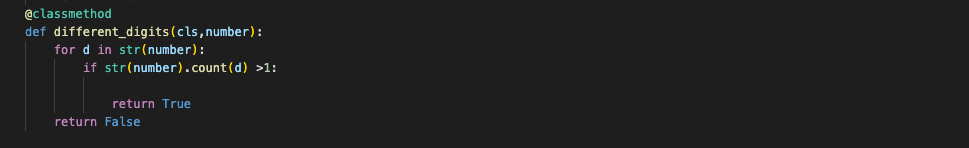 @classmethod
def different_digits(cls,number):
    for d in str(number):
        if str(number).count(d) >1:
            return True
    return False